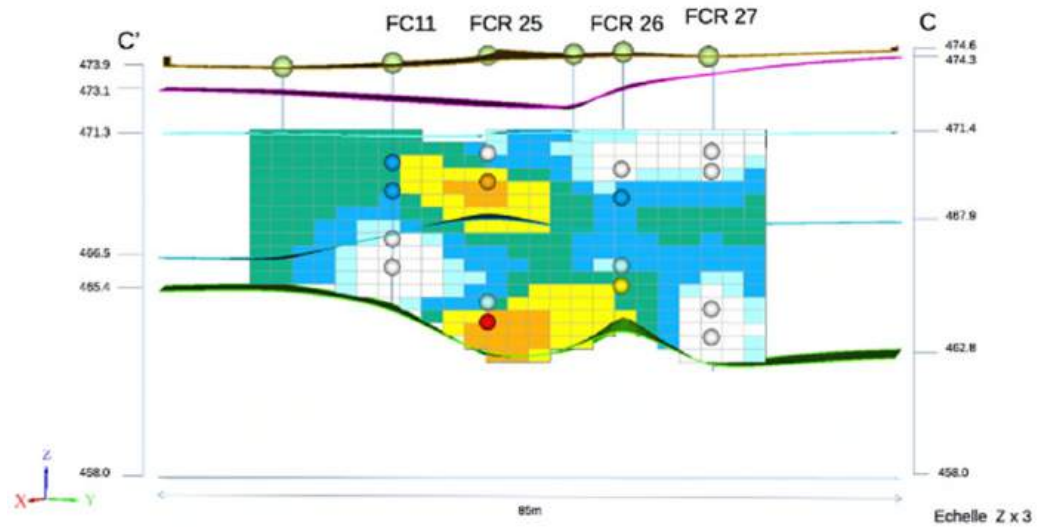 FC11 FCR 25 FCR 26 FCR 27
C' C
473.9 474.6
474.3
473.1
471.3 471.4
467.9
466.5
465.4
462.8
458.0 458.0
Z
X Y
85m
Echelle Z x 3